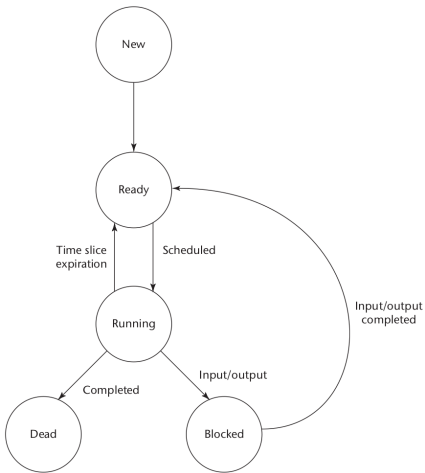 New
Ready
Time slice
expiration
Scheduled
Running
Input/output
completed
Input/output
Completed
Dead
Blocked